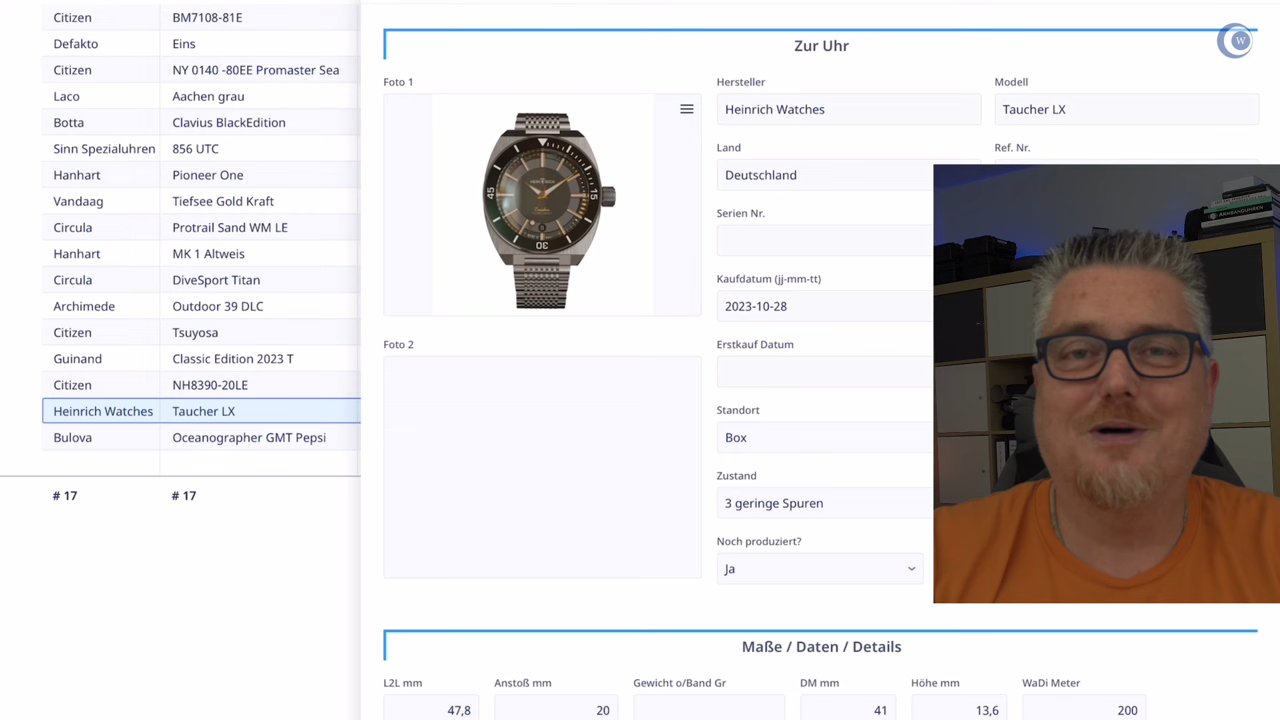 Citizen BM7108-81E
Defakto Eins
Citizen NY 0140 -80EE Promaster Sea
Laco Aachen grau
Botta Clavius BlackEdition
Sinn Spezialuhren 856 UTC
Hanhart Pioneer One
Vandaag Tiefsee Gold Kraft
Circula Protrail Sand WM LE
Hanhart MK 1 Altweis
Circula DiveSport Titan
Archimede Outdoor 39 DLC
Citizen Tsuyosa
Guinand Classic Edition 2023 T
Citizen NH8390-20LE
Heinrich Watches Taucher LX
Bulova Oceanographer GMT Pepsi
# 17 # 17
Zur Uhr
W
Foto 1
45
15
30
Foto 2
Hersteller
Heinrich Watches
Modell
Taucher LX
Land
Deutschland
Ref. Nr.
Serien Nr.
Kaufdatum (jj-mm-tt)
2023-10-28
Erstkauf Datum
Standort
Box
Zustand
3 geringe Spuren
Noch produziert?
Ja
ARMBANDUHREN
Maße / Daten / Details
L2L mm Anstoß mm Gewicht o/Band Gr DM mm Höhe mm WaDi Meter
47,8 20 41 13,6 200